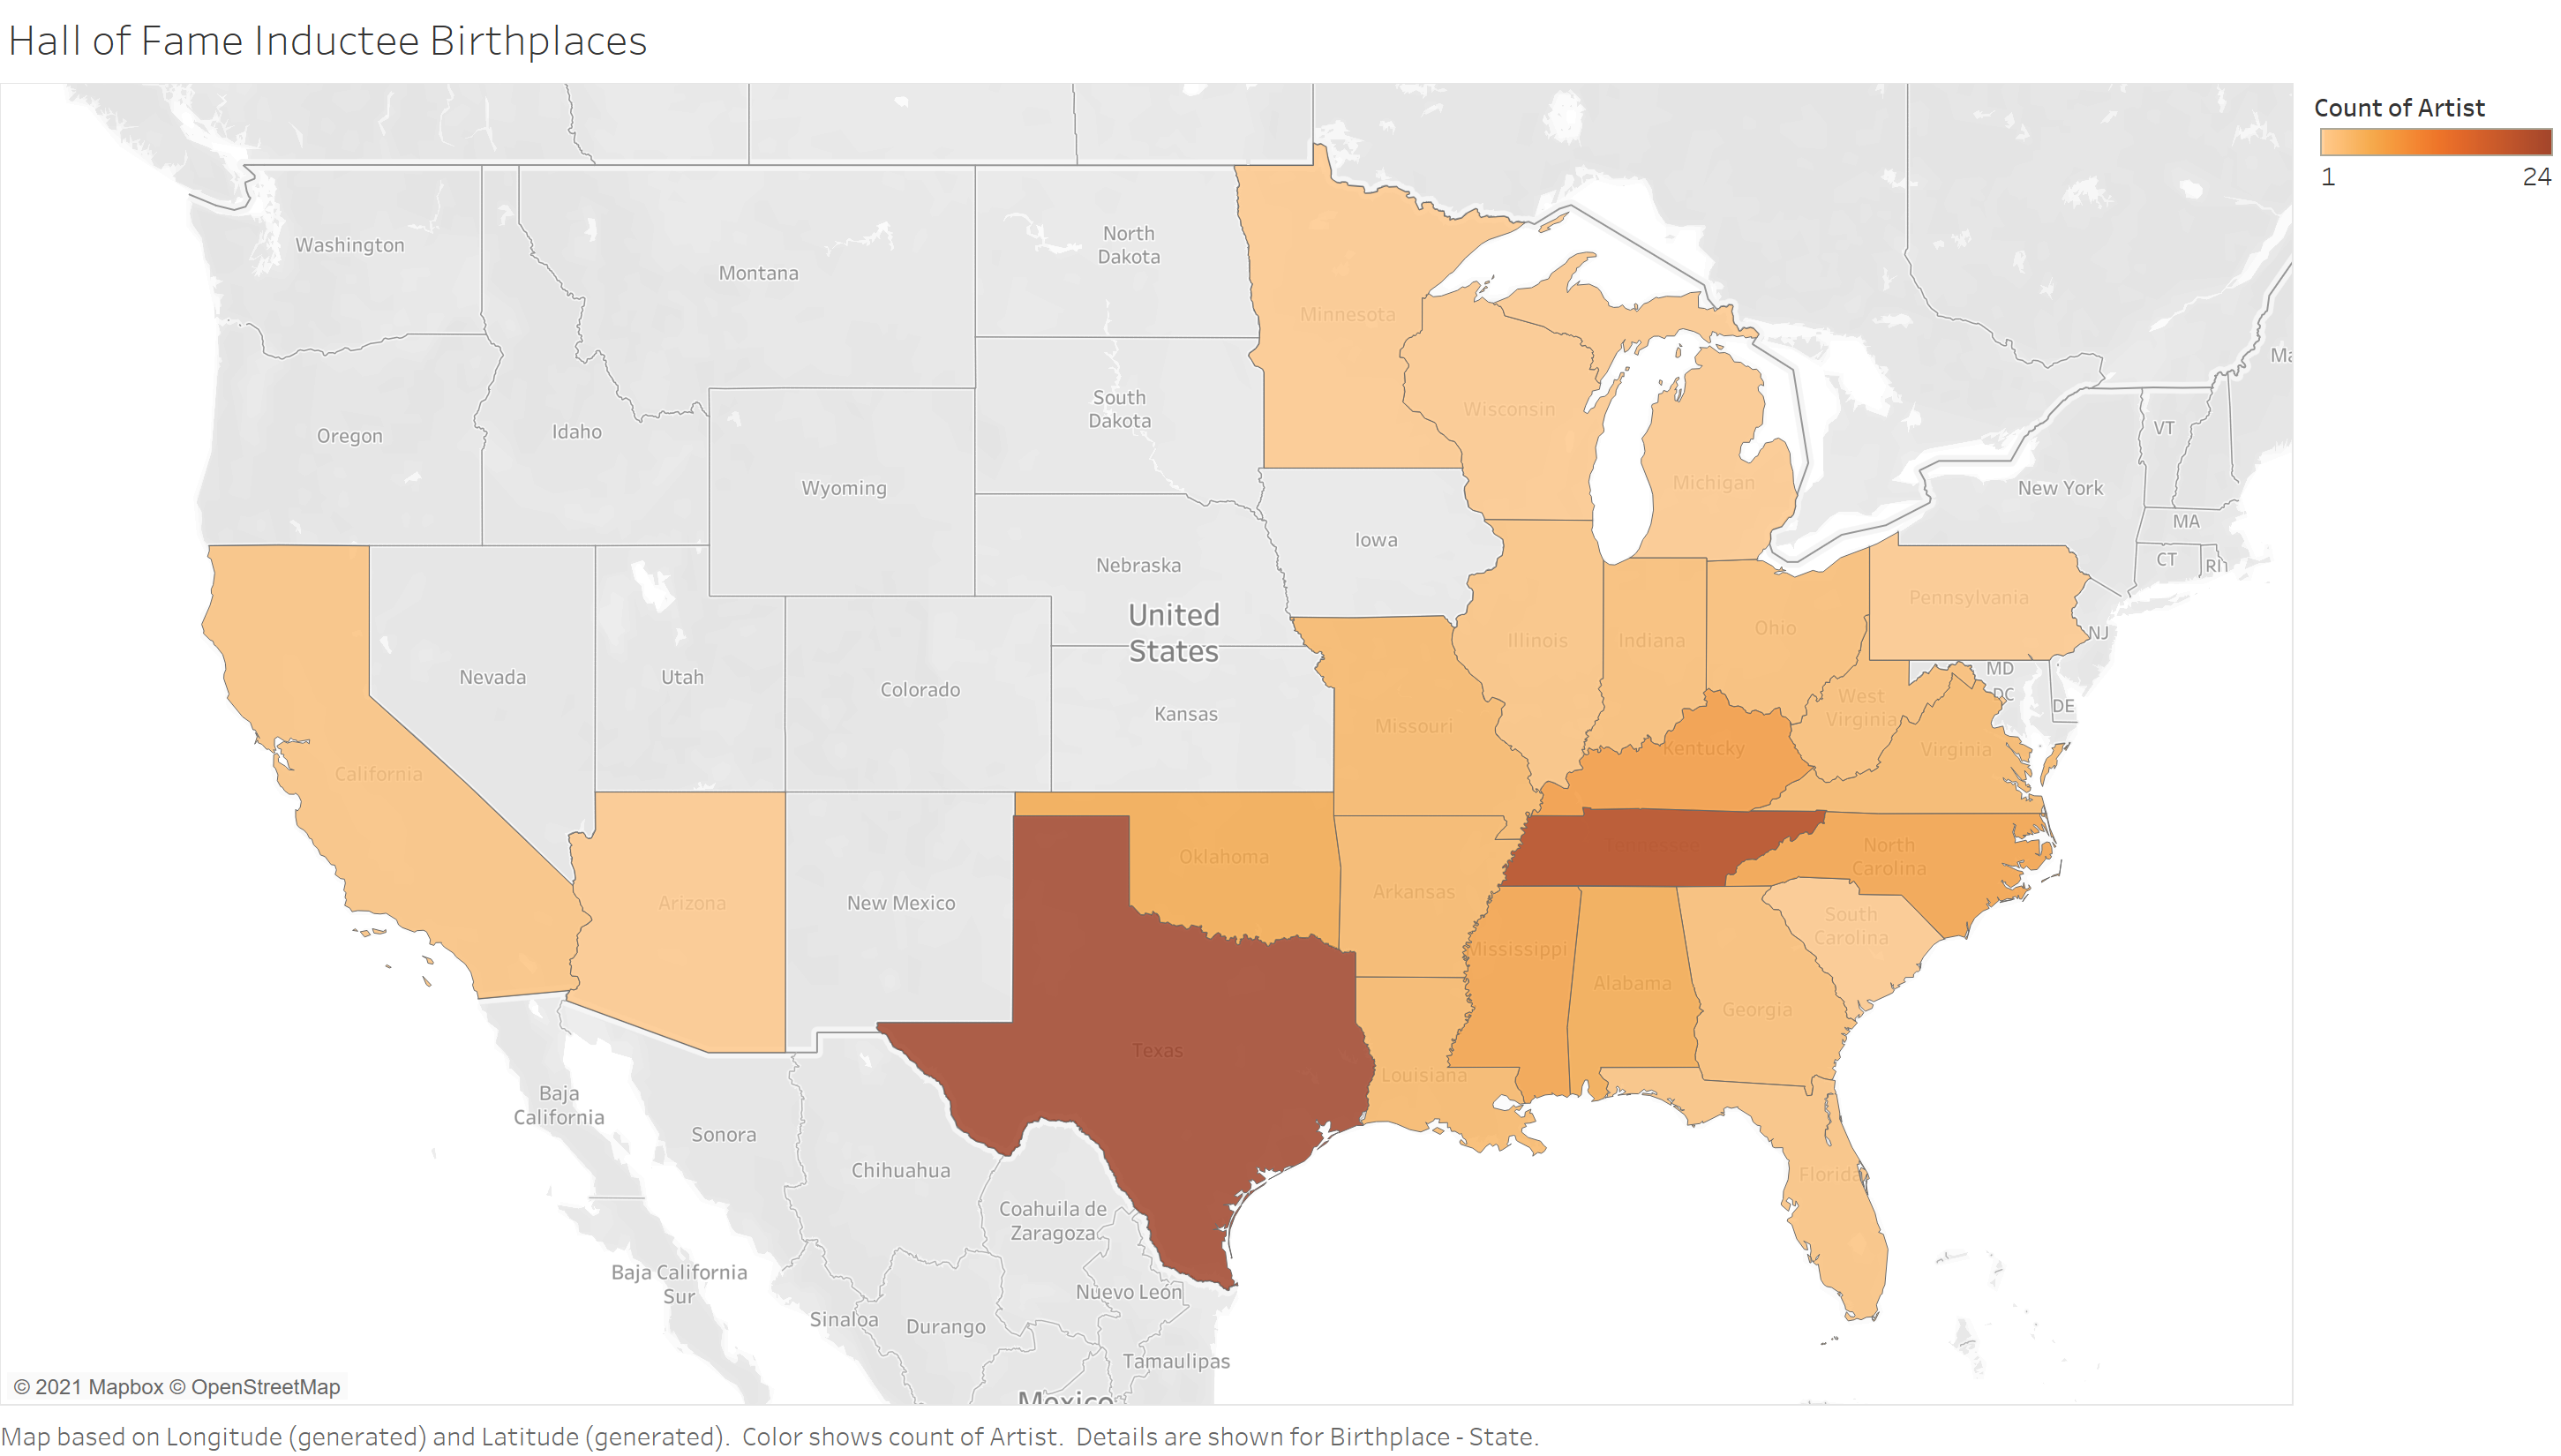 Hall of Fame Inductee Birthplaces
Count of Artist
1
24
Washington
Montana
North
Dakota
Minnesota
Ma
South
Dakota
Oregon
Idaho
Wisconsin
VT
Wyoming
Michigan
New York
MA
Iowa
CT
RI
Nebraska
Pennsylvania
United
States
NJ
Illinois
Indiana
Ohio
MD
DC
DE
Nevada
Utah
Colorado
Kansas
West
Virginia
Missouri
Kentucky
Virginia
California
Tennessee
North
Carolina
Oklahoma
Arkansas
Arizona
New Mexico
South
Carolina
Mississippi
Alabama
Georgia
Texas
Louisiana
Baja
California
Sonora
Chihuahua
Florida
Coahuila de
Zaragoza
Baja California
Sur
Nuevo León
Sinaloa
Durango
Tamaulipas
Mexico
© 2021 Mapbox © OpenStreetMap
Map based on Longitude (generated) and Latitude (generated). Color shows count of Artist. Details are shown for Birthplace - State.